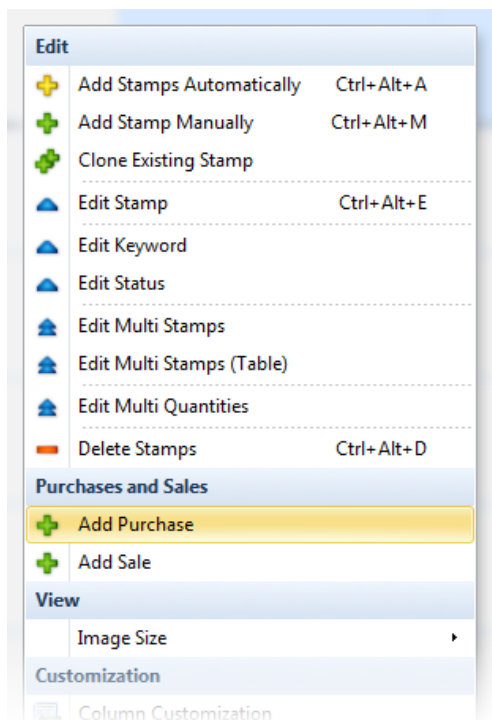 Edit
Add Stamps Automatically Ctrl+Alt+A
Add Stamp Manually Ctrl+Alt+M
Clone Existing Stamp
Edit Stamp Ctrl+Alt+E
Edit Keyword
Edit Status
Edit Multi Stamps
Edit Multi Stamps (Table)
Edit Multi Quantities
Delete Stamps Ctrl+Alt+D
Purchases and Sales
Add Purchase
Add Sale
View
Image Size
Customization
Column Customization